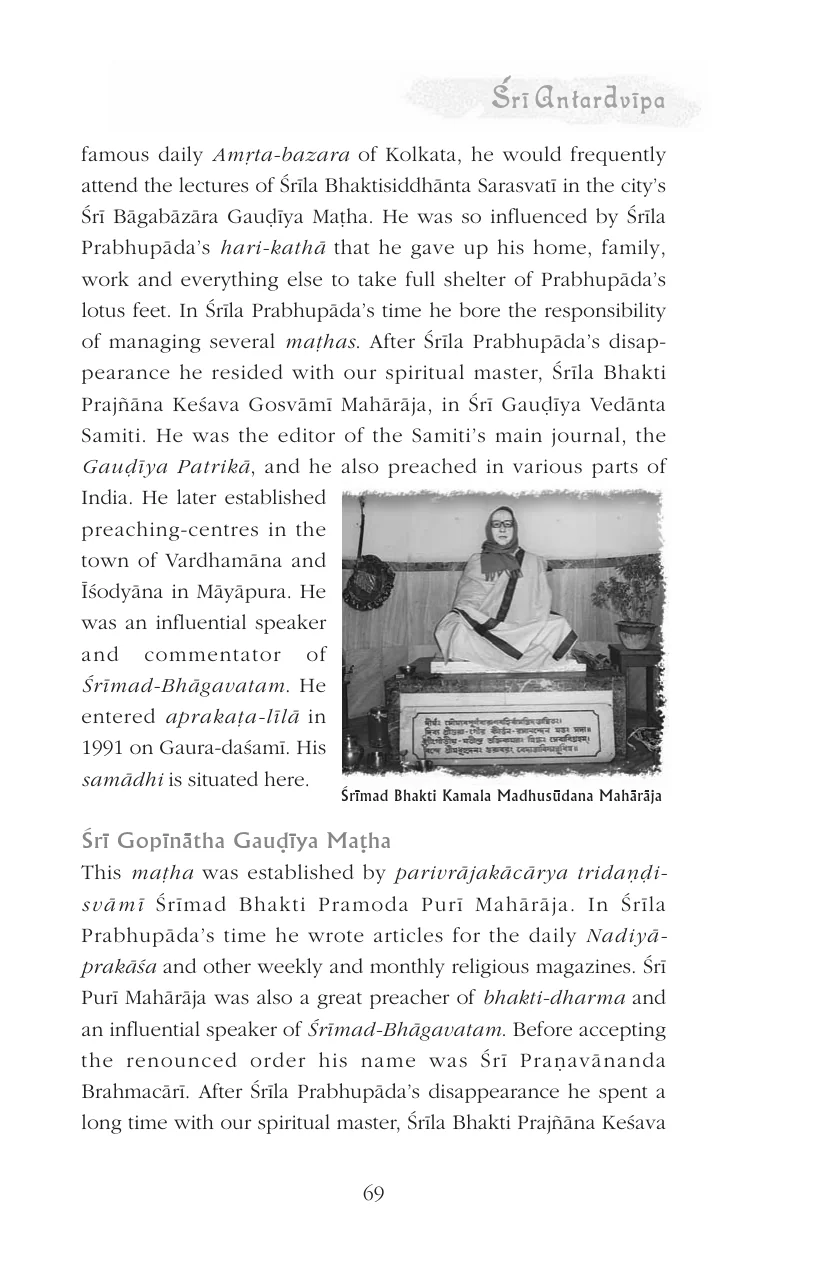 Śrī Antardvīpa
famous daily Amṛta-bazara of Kolkata, he would frequently
attend the lectures of Śrīla Bhaktisiddhānta Sarasvatī in the city’s
Śrī Bāgabāzāra Gauḍīya Maṭha. He was so influenced by Śrīla
Prabhupāda’s hari-kathā that he gave up his home, family,
work and everything else to take full shelter of Prabhupāda’s
lotus feet. In Śrīla Prabhupāda’s time he bore the responsibility
of managing several maṭhas. After Śrīla Prabhupāda’s disap-
pearance he resided with our spiritual master, Śrīla Bhakti
Prajñāna Keśava Gosvāmī Mahārāja, in Śrī Gauḍīya Vedānta
Samiti. He was the editor of the Samiti’s main journal, the
Gauḍīya Patrikā, and he also preached in various parts of
India. He later established
preaching-centres in the
town of Vardhamāna and
Īśodyāna in Māyāpura. He
was an influential speaker
and commentator of
Śrīmad-Bhāgavatam. He
entered aprakaṭa-līlā in
1991 on Gaura-daśamī. His
samādhi is situated here.
Śrīmad Bhakti Kamala Madhusūdana Mahārāja
Śrī Gopīnātha Gauḍīya Maṭha
This maṭha was established by parivrājakācārya tridaṇḍi-
svāmī Śrīmad Bhakti Pramoda Purī Mahārāja. In Śrīla
Prabhupāda’s time he wrote articles for the daily Nadiyā-
prakāśa and other weekly and monthly religious magazines. Śrī
Purī Mahārāja was also a great preacher of bhakti-dharma and
an influential speaker of Śrīmad-Bhāgavatam. Before accepting
the renounced order his name was Śrī Praṇavānanda
Brahmacārī. After Śrīla Prabhupāda’s disappearance he spent a
long time with our spiritual master, Śrīla Bhakti Prajñāna Keśava
69